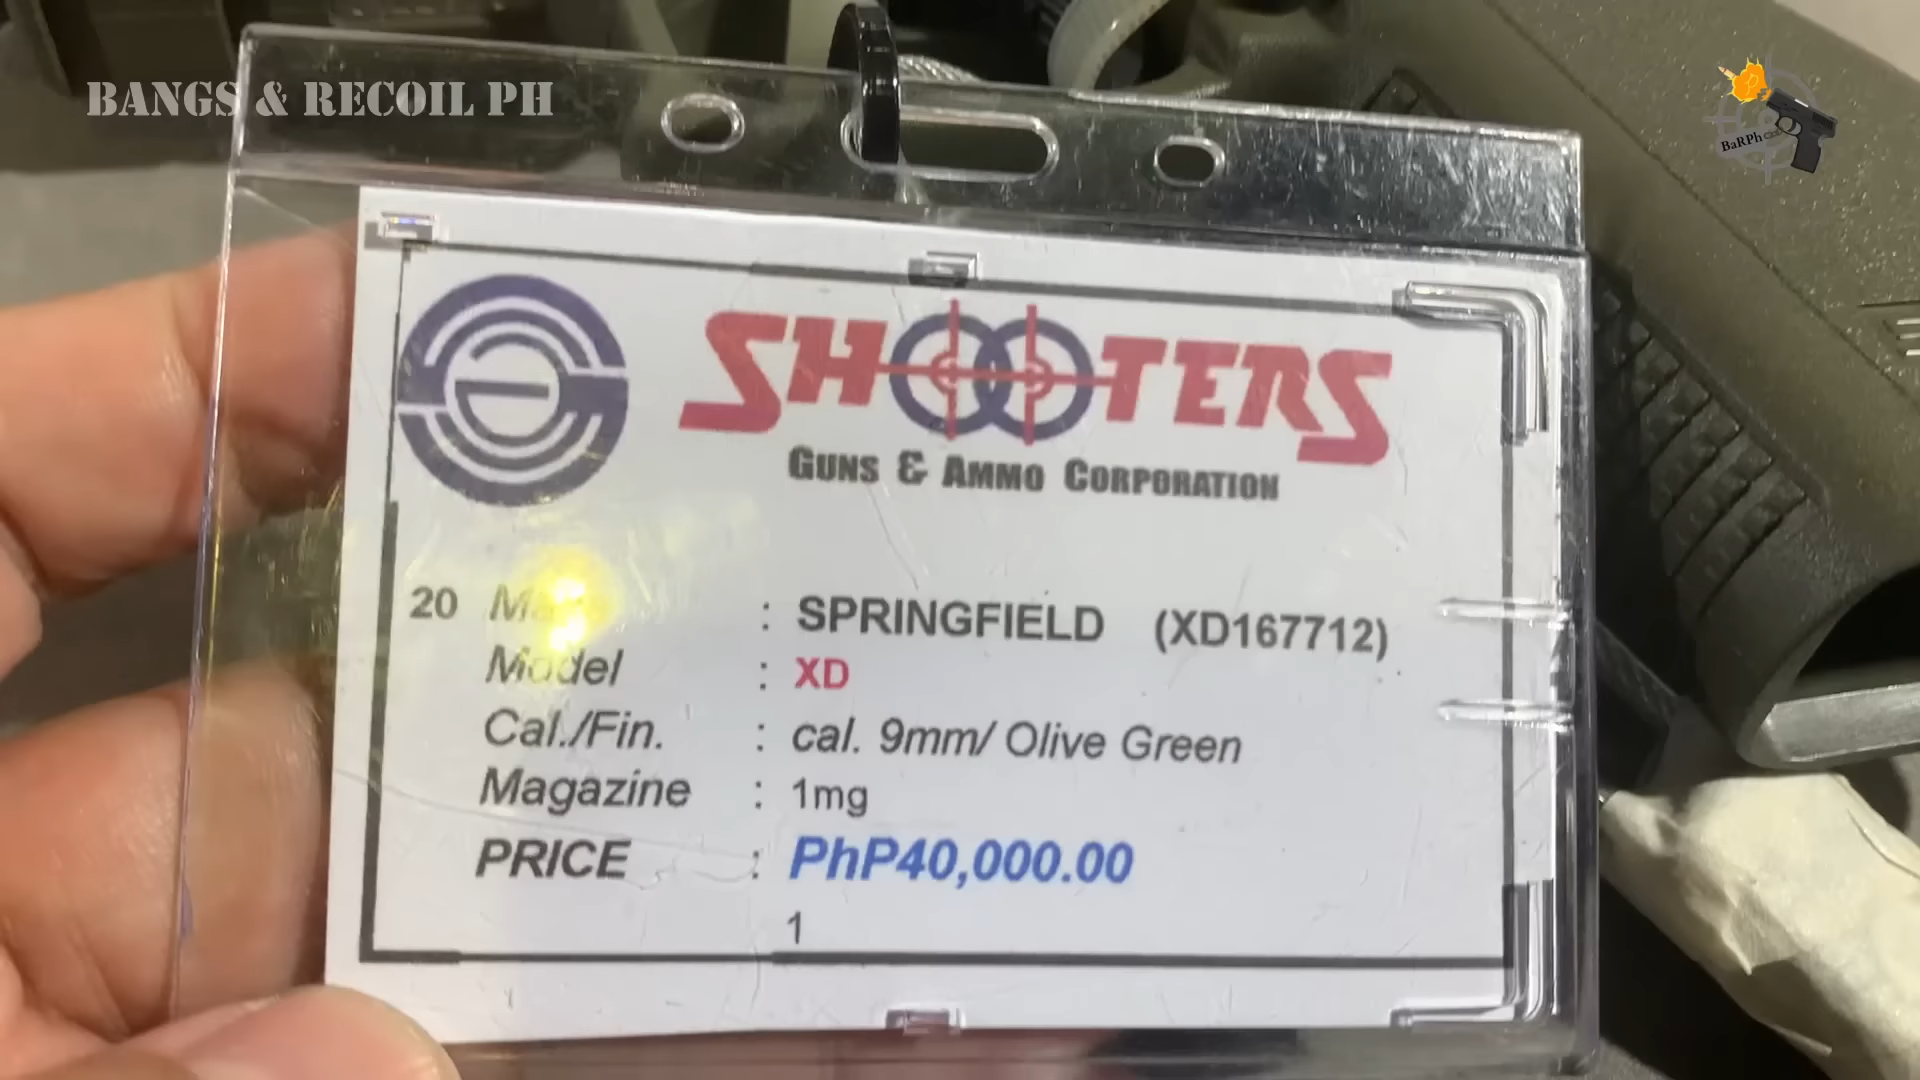 BANGS & RECOIL PH
BaRPh
SHOOTERS
GUNS & AMMO CORPORATION
20 : SPRINGFIELD (XD167712)
Model : XD
Cal./Fin. : cal. 9mm/ Olive Green
Magazine : 1mg
PRICE : PhP40,000.00
1